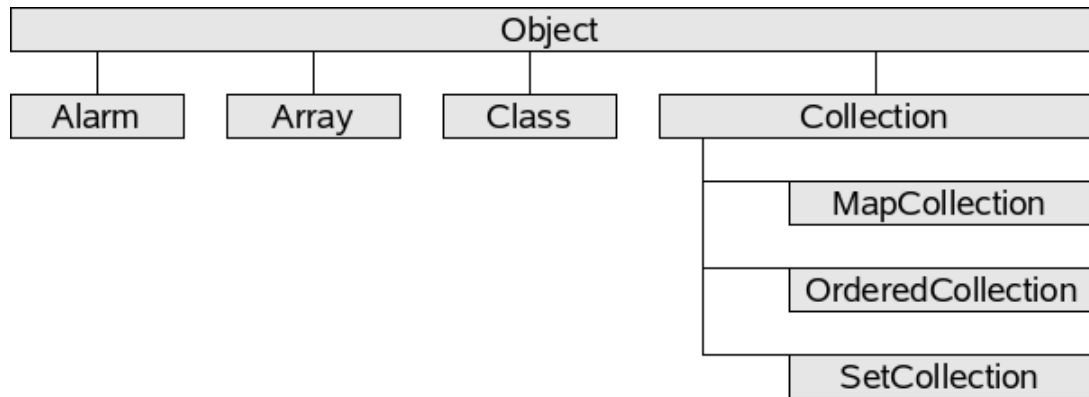 Object
Alarm
Array
Class
Collection
MapCollection
OrderedCollection
SetCollection